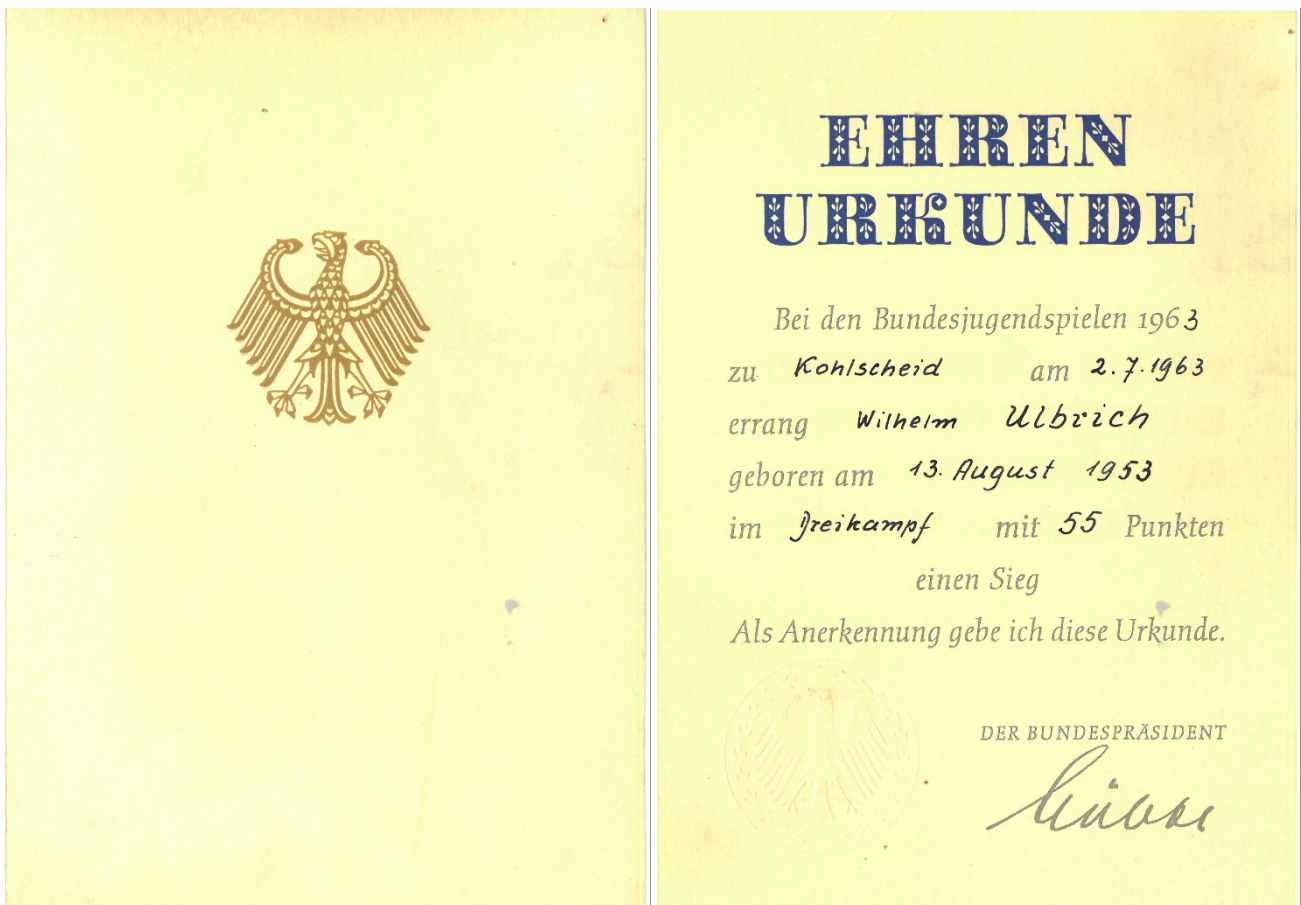 EHREN
URKUNDE
Bei den Bundesjugendspielen 1963
zu Kohlscheid am 2.7.1963
errang Wilhelm Ulbrich
geboren am 13. August 1953
im Dreikampf mit 55 Punkten
einen Sieg
Als Anerkennung gebe ich diese Urkunde.
DER BUNDESPRÄSIDENT
Lübke